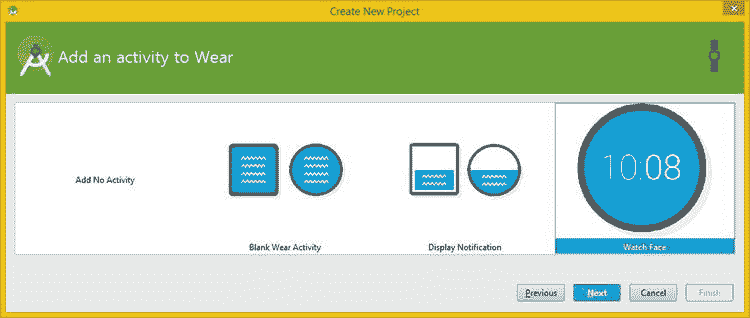 Create New Project
Add an activity to Wear
10:08
Add No Activity
Blank Wear Activity
Display Notification
Watch Face
Previous
Next
Cancel
Finish